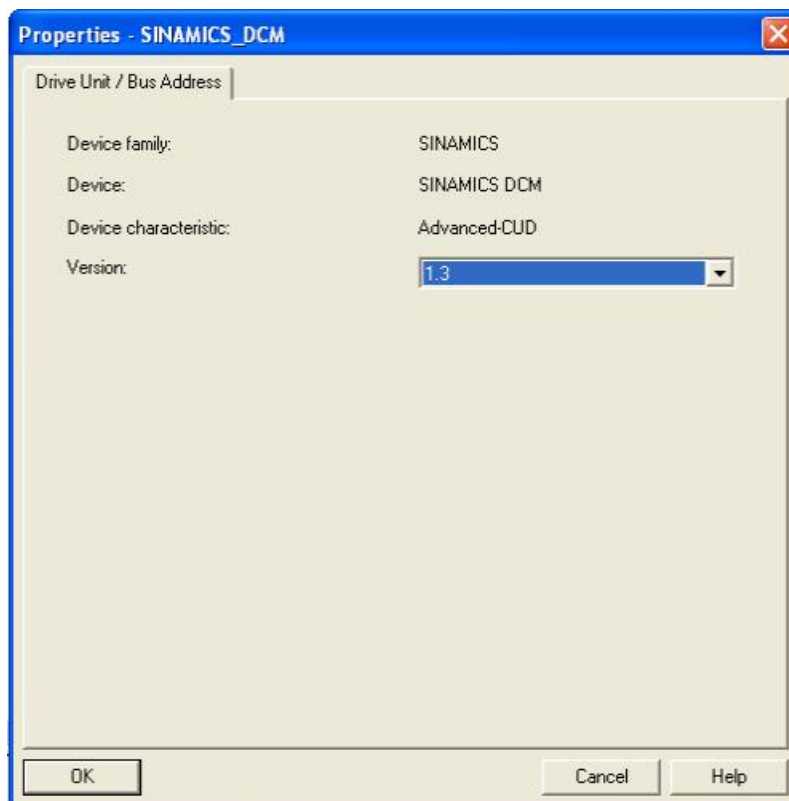 Properties - SINAMICS_DCM
Drive Unit / Bus Address
Device family: SINAMICS
Device: SINAMICS DCM
Device characteristic: Advanced-CUD
Version: 1.3
OK Cancel Help